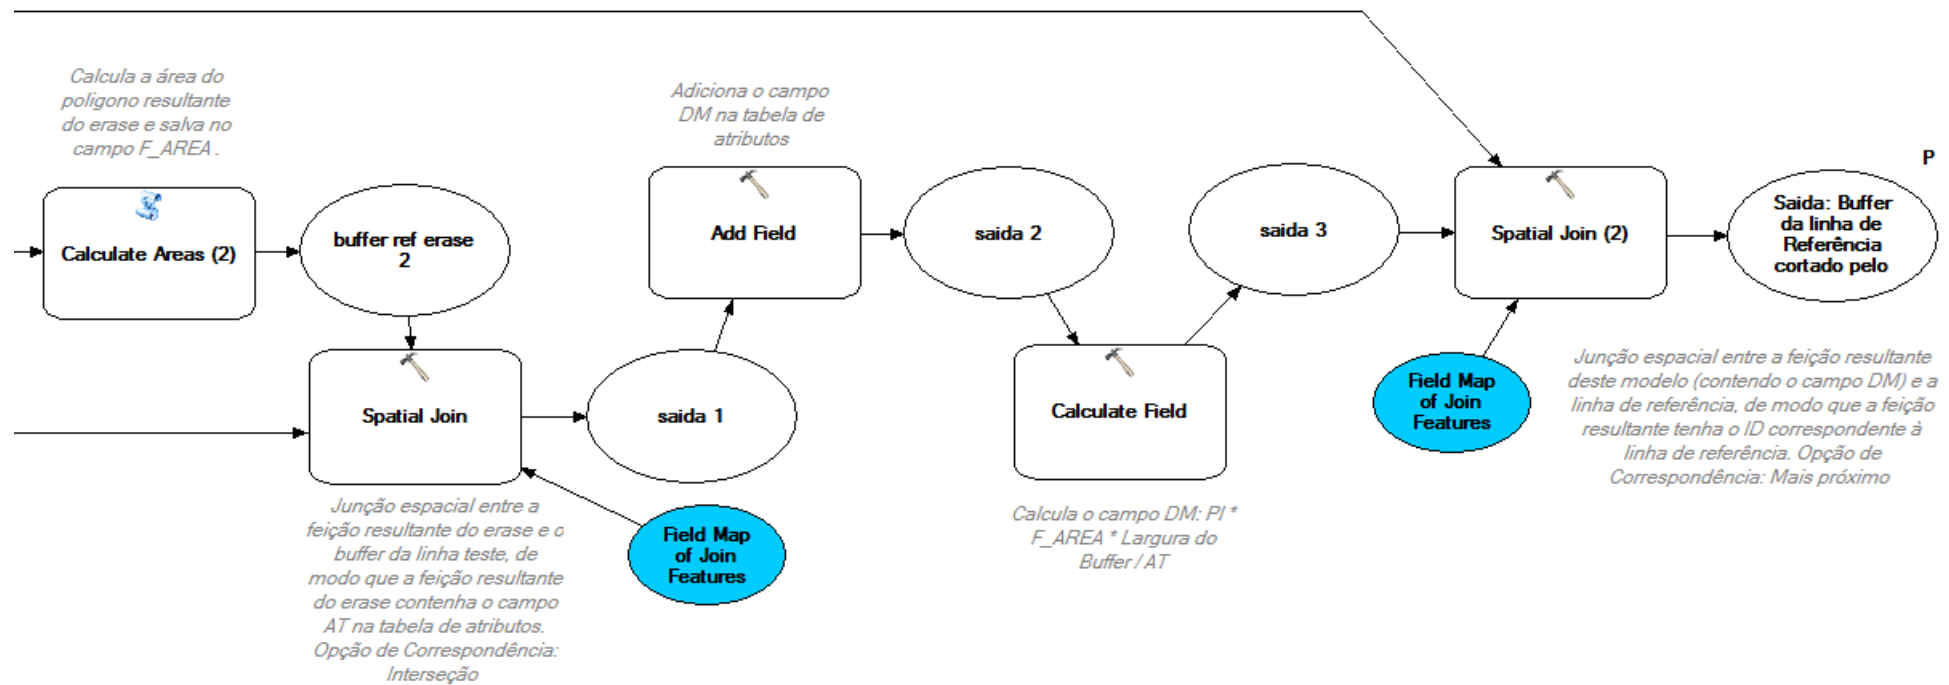 Calcula a área do
poligono resultante
do erase e salva no
campo F_AREA .
Calculate Areas (2)
buffer ref erase
2
Spatial Join
Junção espacial entre a
feição resultante do erase e o
buffer da linha teste, de
modo que a feição resultante
do erase contenha o campo
AT na tabela de atributos.
Opção de Correspondência:
Interseção
saida 1
Field Map
of Join
Features
Adiciona o campo
DM na tabela de
atributos
Add Field
saida 2
Calculate Field
Calcula o campo DM: PI *
F_AREA * Largura do
Buffer / AT
saida 3
Spatial Join (2)
Field Map
of Join
Features
P
Saida: Buffer
da linha de
Referência
cortado pelo
Junção espacial entre a feição resultante
deste modelo (contendo o campo DM) e a
linha de referência, de modo que a feição
resultante tenha o ID correspondente à
linha de referência. Opção de
Correspondência: Mais próximo